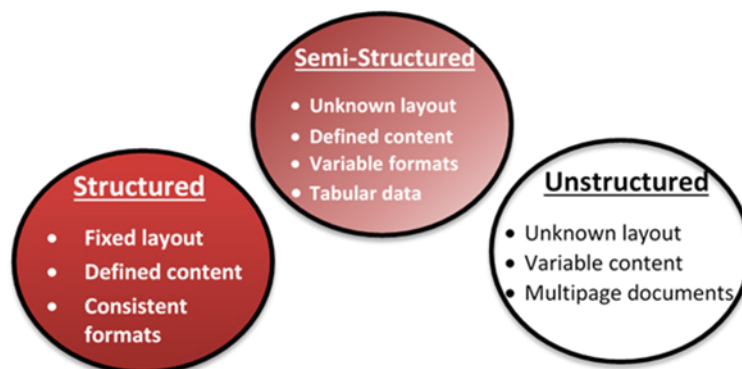 Semi-Structured
• Unknown layout
• Defined content
• Variable formats
• Tabular data
Structured
• Fixed layout
• Defined content
• Consistent
formats
Unstructured
• Unknown layout
• Variable content
• Multipage documents